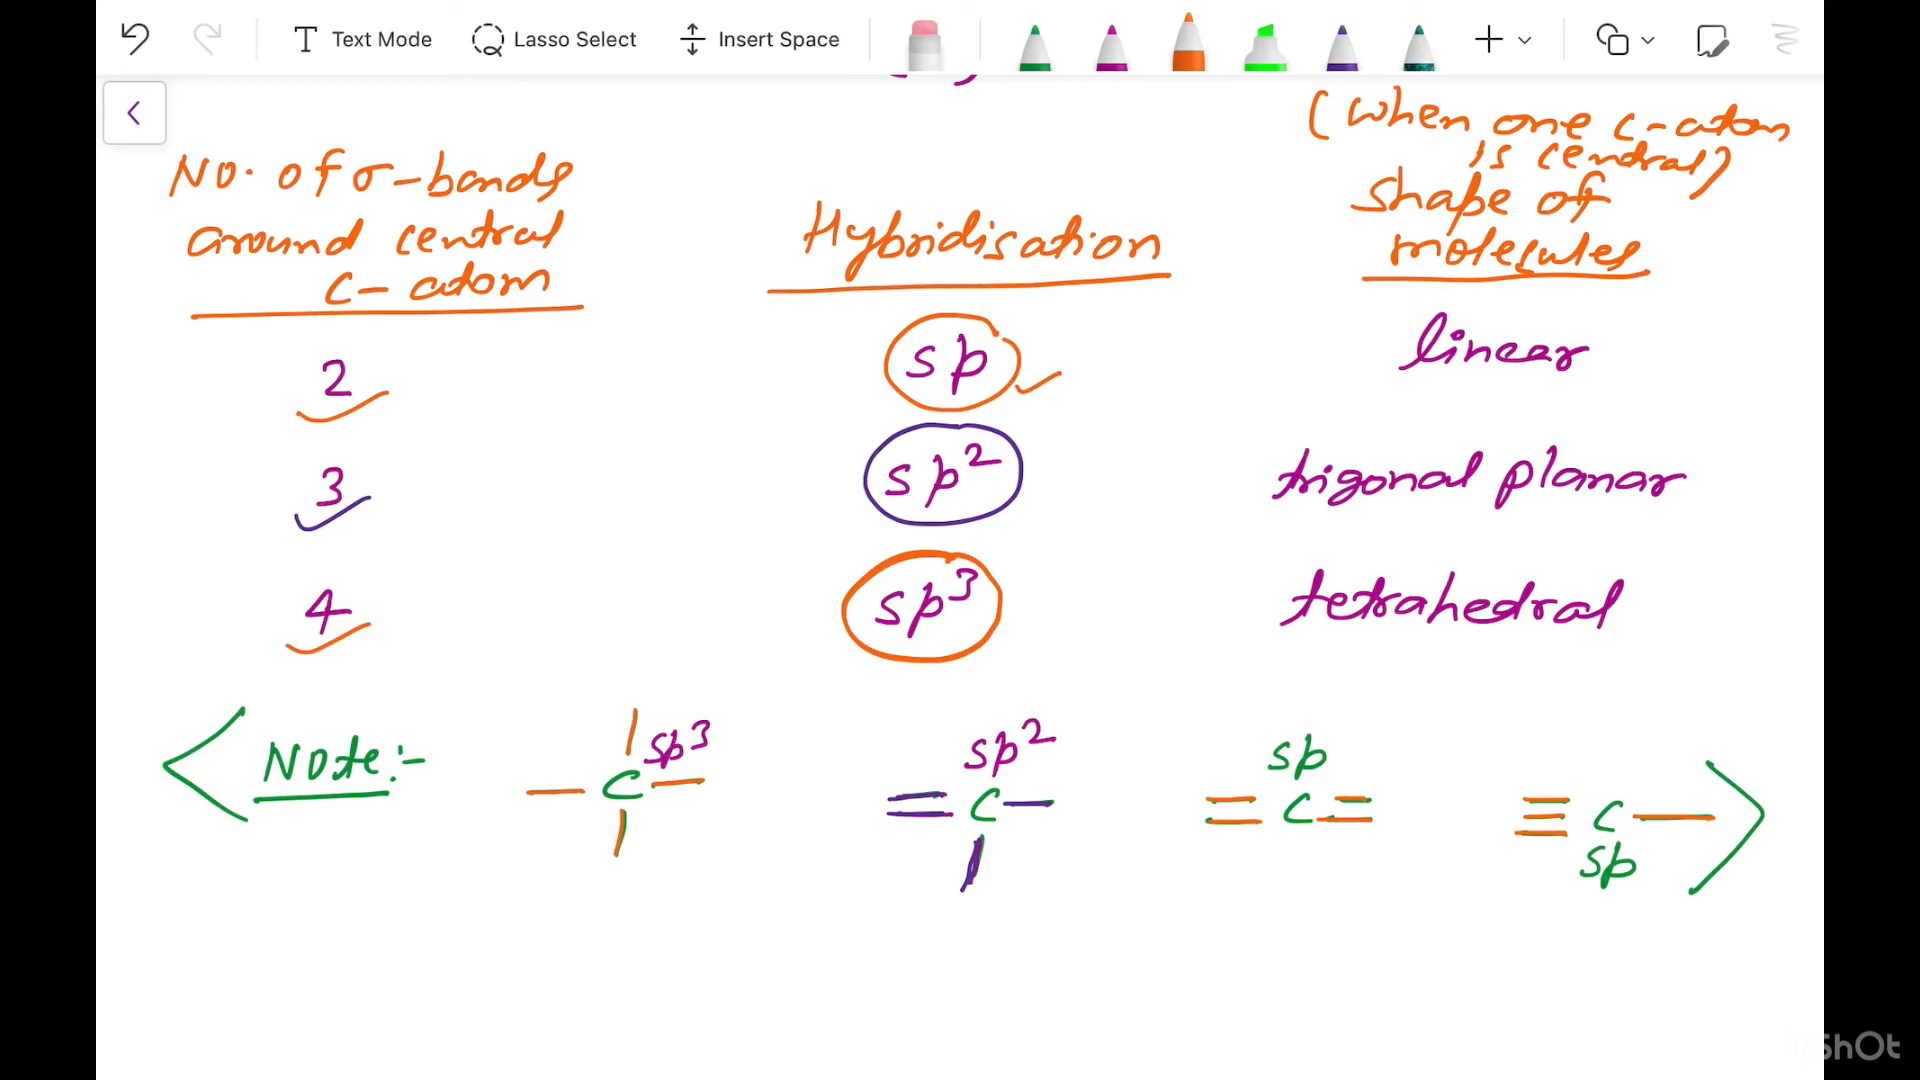 Text Mode Lasso Select Insert Space
(when one c-atom
is central)
No. of σ-bonds
around central
c- atom
Hybridisation
shape of
molecules
2 sp linear
3 sp² trigonal planar
4 sp³ tetrahedral
Note:-
sp³
C
sp²
C
sp
C
C
sp